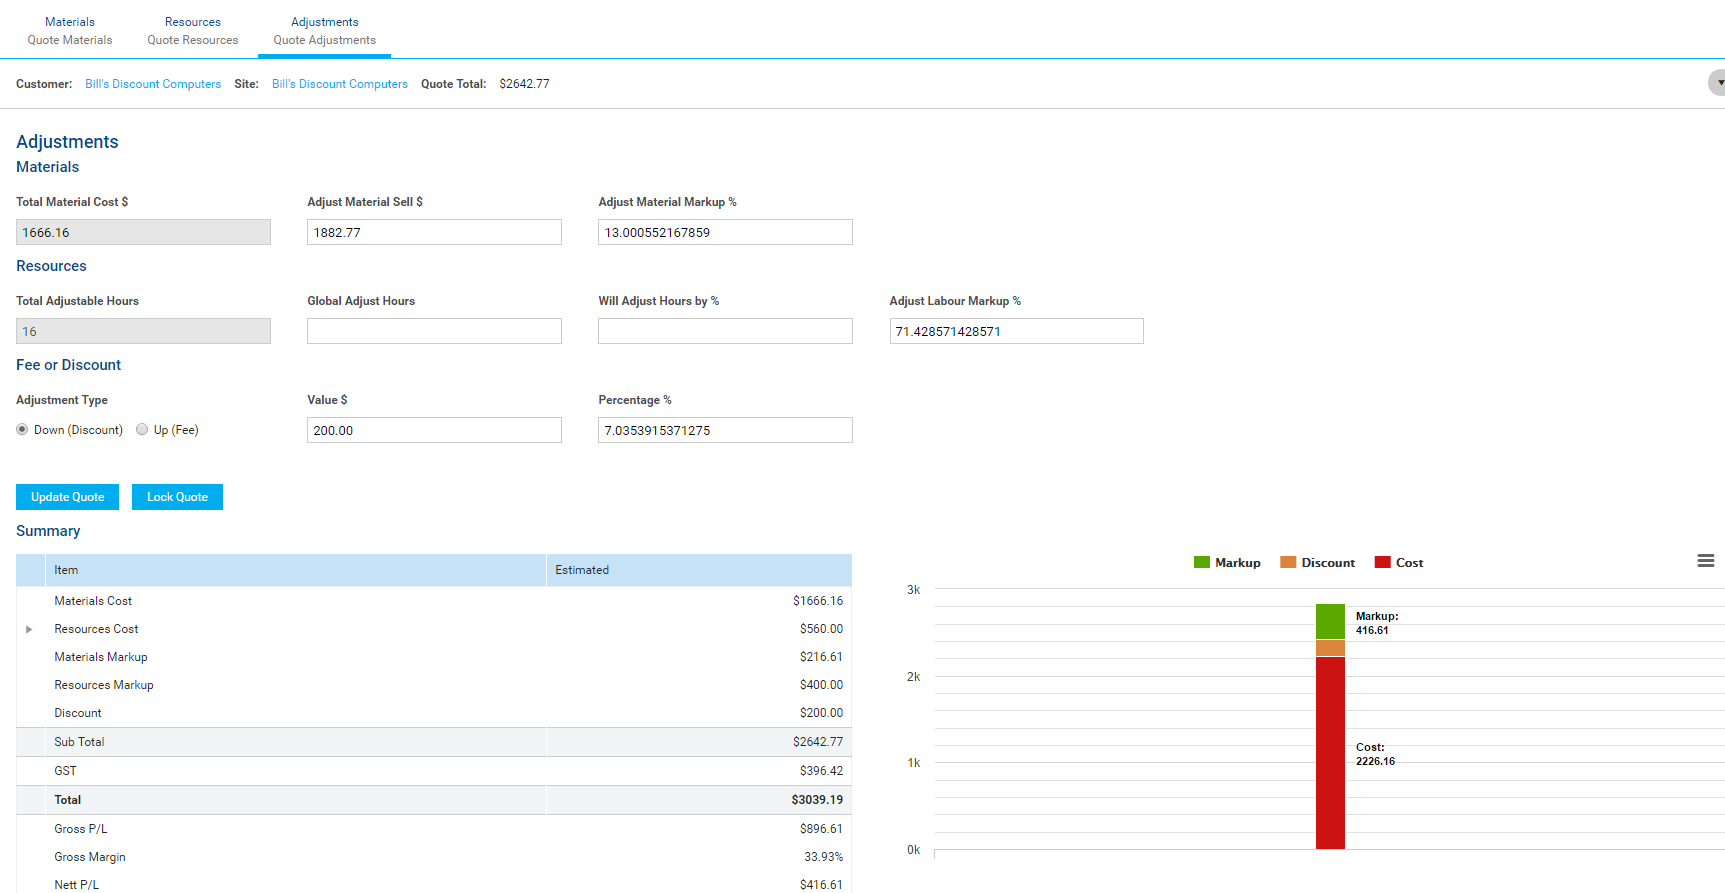 Materials Resources Adjustments
Quote Materials Quote Resources Quote Adjustments
Customer: Bill's Discount Computers Site: Bill's Discount Computers Quote Total: $2642.77
Adjustments
Materials
Total Material Cost $ Adjust Material Sell $ Adjust Material Markup %
1666.16 1882.77 13.000552167859
Resources
Total Adjustable Hours Global Adjust Hours Will Adjust Hours by % Adjust Labour Markup %
16 71.428571428571
Fee or Discount
Adjustment Type Value $ Percentage %
Down (Discount) Up (Fee) 200.00 7.0353915371275
Update Quote Lock Quote
Summary
Item Estimated
Materials Cost $1666.16
Resources Cost $560.00
Materials Markup $216.61
Resources Markup $400.00
Discount $200.00
Sub Total $2642.77
GST $396.42
Total $3039.19
Gross P/L $896.61
Gross Margin 33.93%
Nett P/L $416.61
Markup Discount Cost
3k
Markup:
416.61
2k
Cost:
2226.16
1k
0k